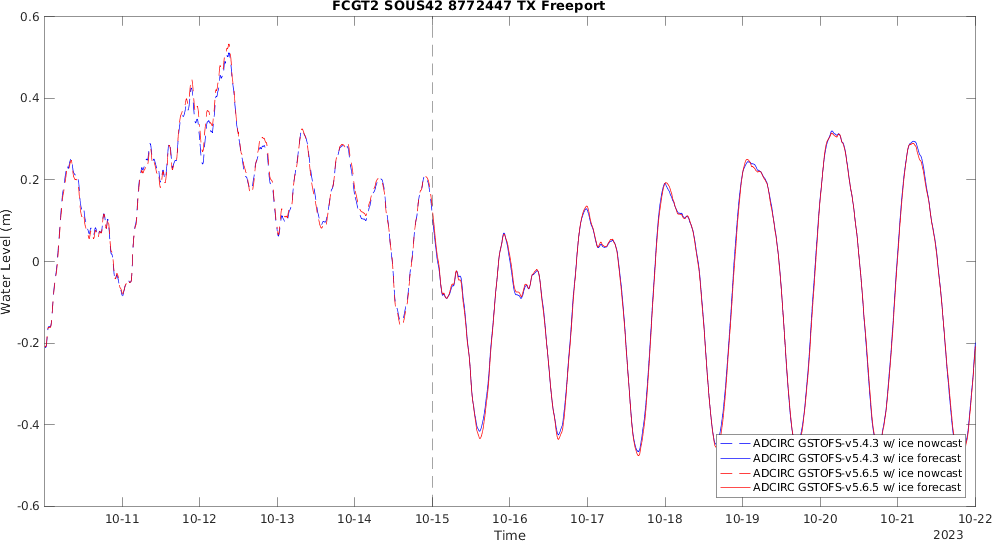 FCGT2 SOUS42 8772447 TX Freeport
0.6
0.4
0.2
0
-0.2
-0.4
-0.6
Water Level (m)
10-11 10-12 10-13 10-14 10-15 10-16 10-17 10-18 10-19 10-20 10-21 10-22
Time
2023
ADCIRC GSTOFS-v5.4.3 w/ ice nowcast
ADCIRC GSTOFS-v5.4.3 w/ ice forecast
ADCIRC GSTOFS-v5.6.5 w/ ice nowcast
ADCIRC GSTOFS-v5.6.5 w/ ice forecast